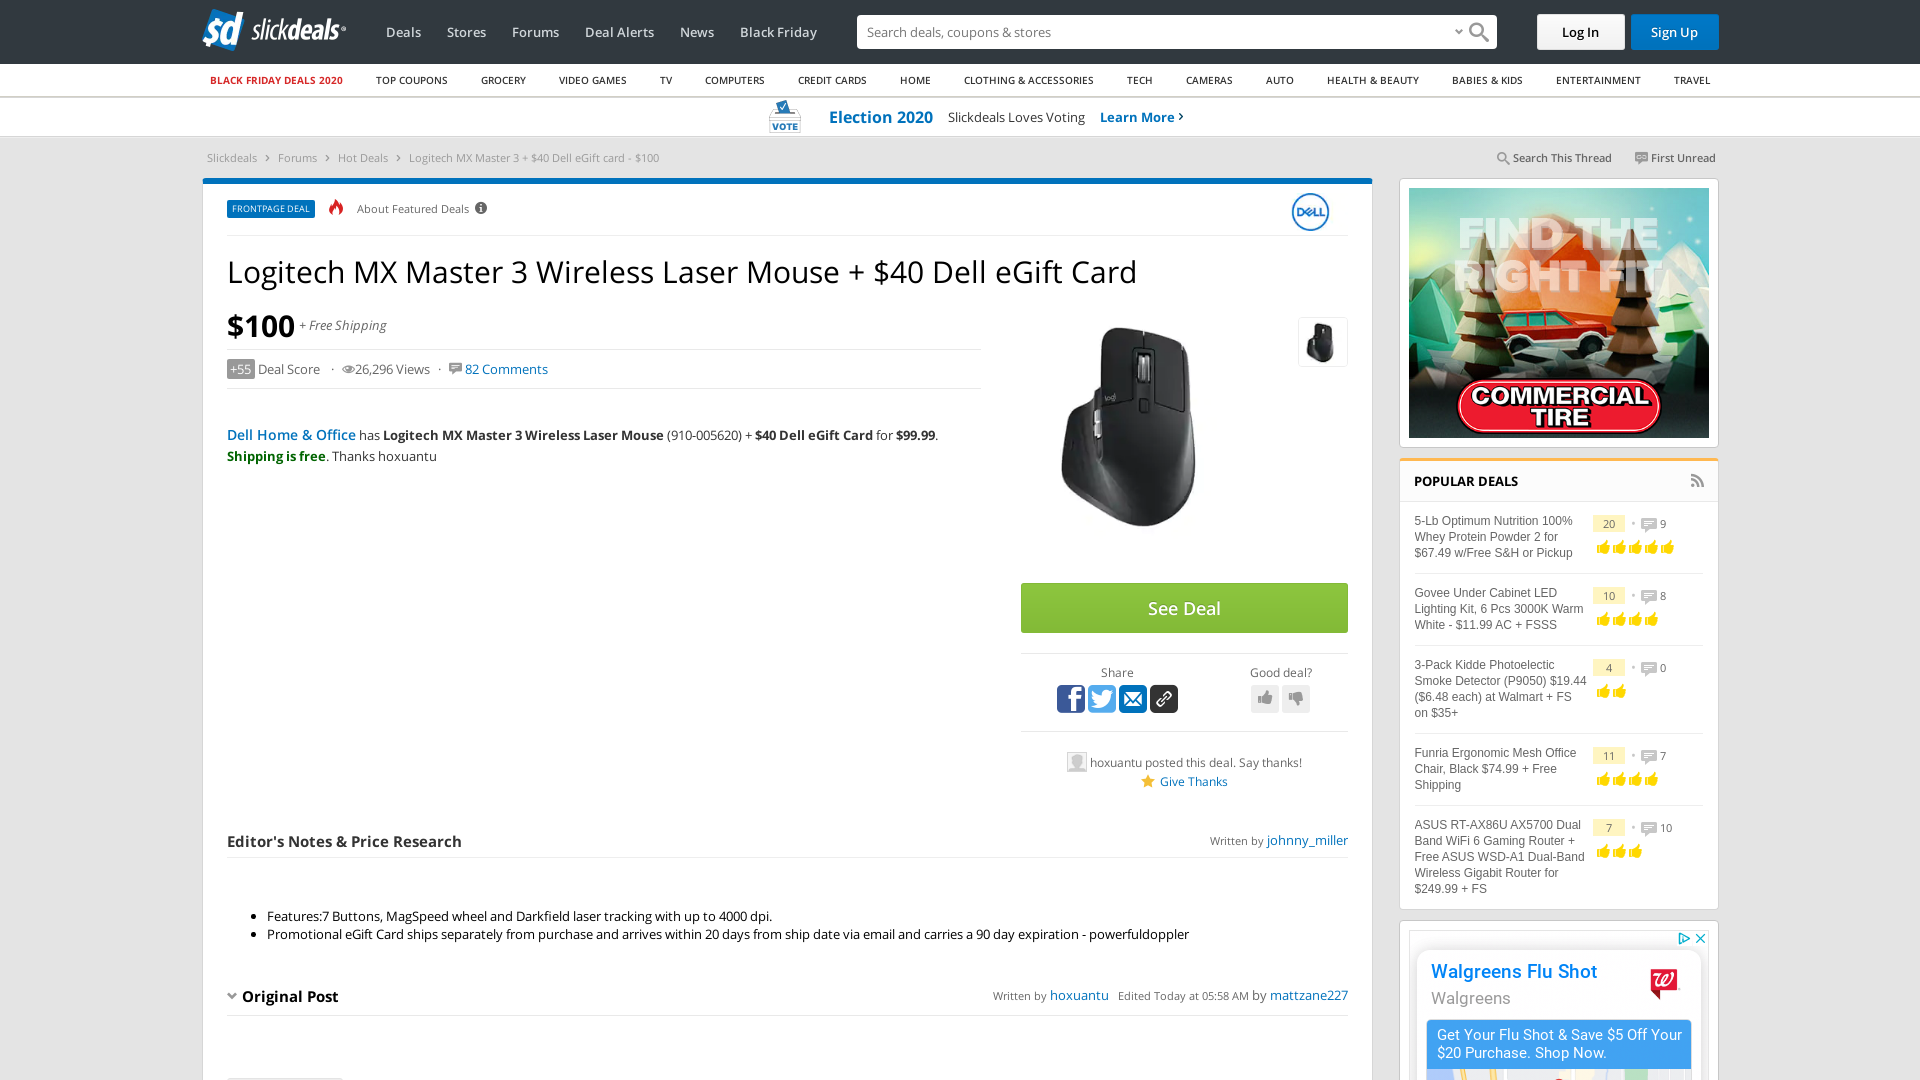 slickdeals
Deals
Stores
Forums
Deal Alerts
News
Black Friday
Search deals, coupons & stores
Log In
Sign Up
BLACK FRIDAY DEALS 2020
TOP COUPONS
GROCERY
VIDEO GAMES
TV
COMPUTERS
CREDIT CARDS
HOME
CLOTHING & ACCESSORIES
TECH
CAMERAS
AUTO
HEALTH & BEAUTY
BABIES & KIDS
ENTERTAINMENT
TRAVEL
VOTE
Election 2020
Slickdeals Loves Voting
Learn More
Slickdeals > Forums > Hot Deals > Logitech MX Master 3 + $40 Dell eGift card - $100
Search This Thread
First Unread
FRONTPAGE DEAL
About Featured Deals
DELL
Logitech MX Master 3 Wireless Laser Mouse + $40 Dell eGift Card
$100 + Free Shipping
+55 Deal Score · 26,296 Views · 82 Comments
Dell Home & Office has Logitech MX Master 3 Wireless Laser Mouse (910-005620) + $40 Dell eGift Card for $99.99.
Shipping is free. Thanks hoxuantu
logi
See Deal
Share
Good deal?
hoxuantu posted this deal. Say thanks!
Give Thanks
Editor's Notes & Price Research
Written by johnny_miller
Features:7 Buttons, MagSpeed wheel and Darkfield laser tracking with up to 4000 dpi.
Promotional eGift Card ships separately from purchase and arrives within 20 days from ship date via email and carries a 90 day expiration - powerfuldoppler
Original Post
Written by hoxuantu Edited Today at 05:58 AM by mattzane227
FIND THE
RIGHT FIT
COMMERCIAL
TIRE
POPULAR DEALS
5-Lb Optimum Nutrition 100%
Whey Protein Powder 2 for
$67.49 w/Free S&H or Pickup
20 • 9
Govee Under Cabinet LED
Lighting Kit, 6 Pcs 3000K Warm
White - $11.99 AC + FSSS
10 • 8
3-Pack Kidde Photoelectic
Smoke Detector (P9050) $19.44
($6.48 each) at Walmart + FS
on $35+
4 • 0
Funria Ergonomic Mesh Office
Chair, Black $74.99 + Free
Shipping
11 • 7
ASUS RT-AX86U AX5700 Dual
Band WiFi 6 Gaming Router +
Free ASUS WSD-A1 Dual-Band
Wireless Gigabit Router for
$249.99 + FS
7 • 10
Walgreens Flu Shot
Walgreens
Get Your Flu Shot & Save $5 Off Your
$20 Purchase. Shop Now.